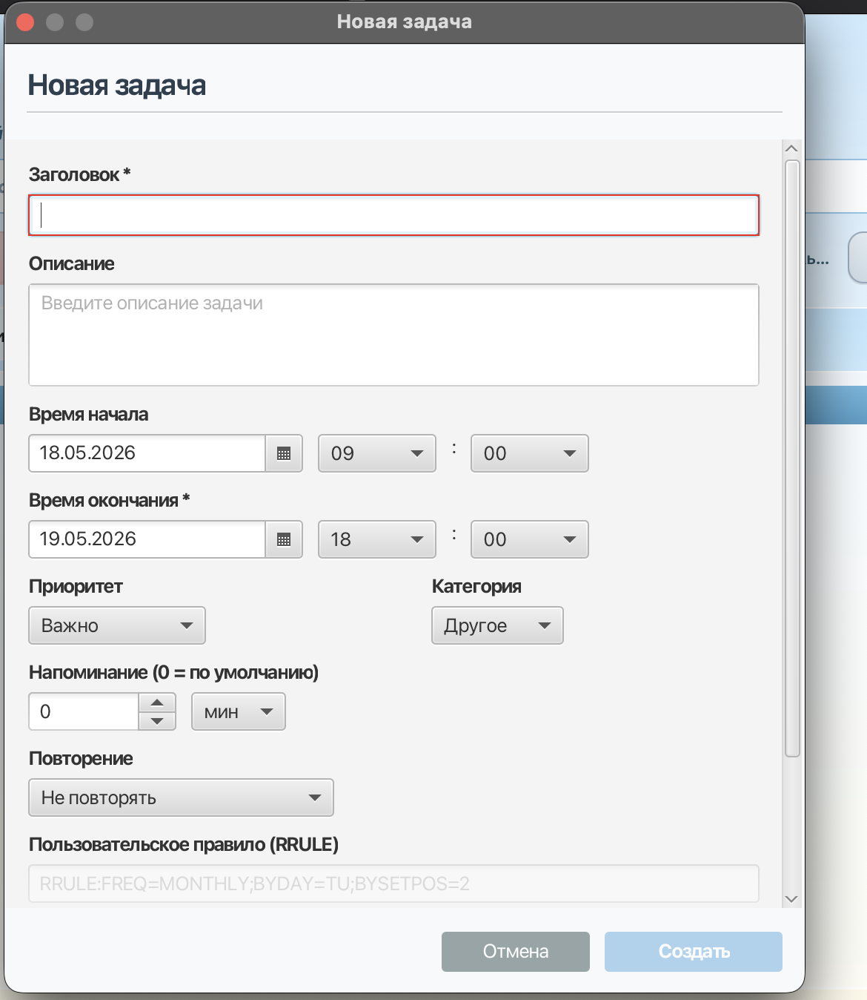 Новая задача
Новая задача
Заголовок *
Описание
Введите описание задачи
Время начала
18.05.2026 09 : 00
Время окончания *
19.05.2026 18 : 00
Приоритет Категория
Важно Другое
Напоминание (0 = по умолчанию)
0 мин
Повторение
Не повторять
Пользовательское правило (RRULE)
RRULE:FREQ=MONTHLY;BYDAY=TU;BYSETPOS=2
Отмена Создать